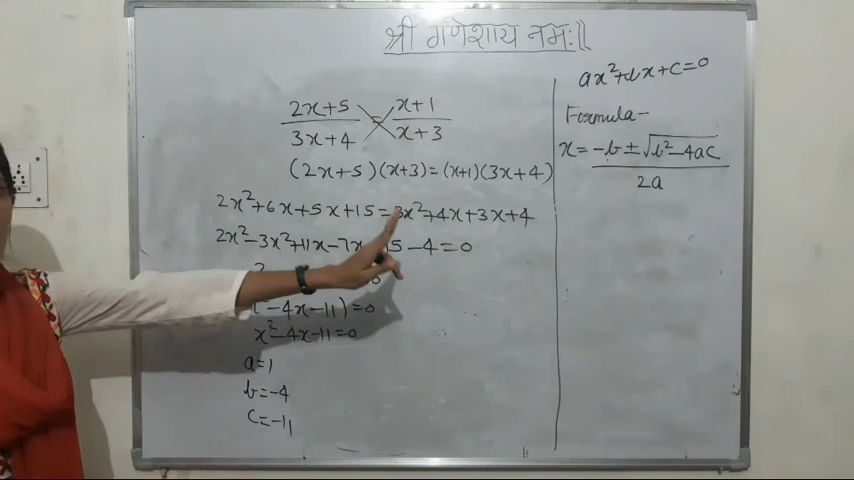 श्री गणेशाय नमः॥
2x+5 / 3x+4 = x+1 / x+3
(2x+5)(x+3)=(x+1)(3x+4)
2x²+6x+5x+15=3x²+4x+3x+4
2x²-3x²+11x-7x 15-4=0
2 0
-4x-11)=0
x²-4x-11=0
a=1
b=-4
c=-11
ax²+bx+c=0
Formula-
x= -b±√b²-4ac / 2a